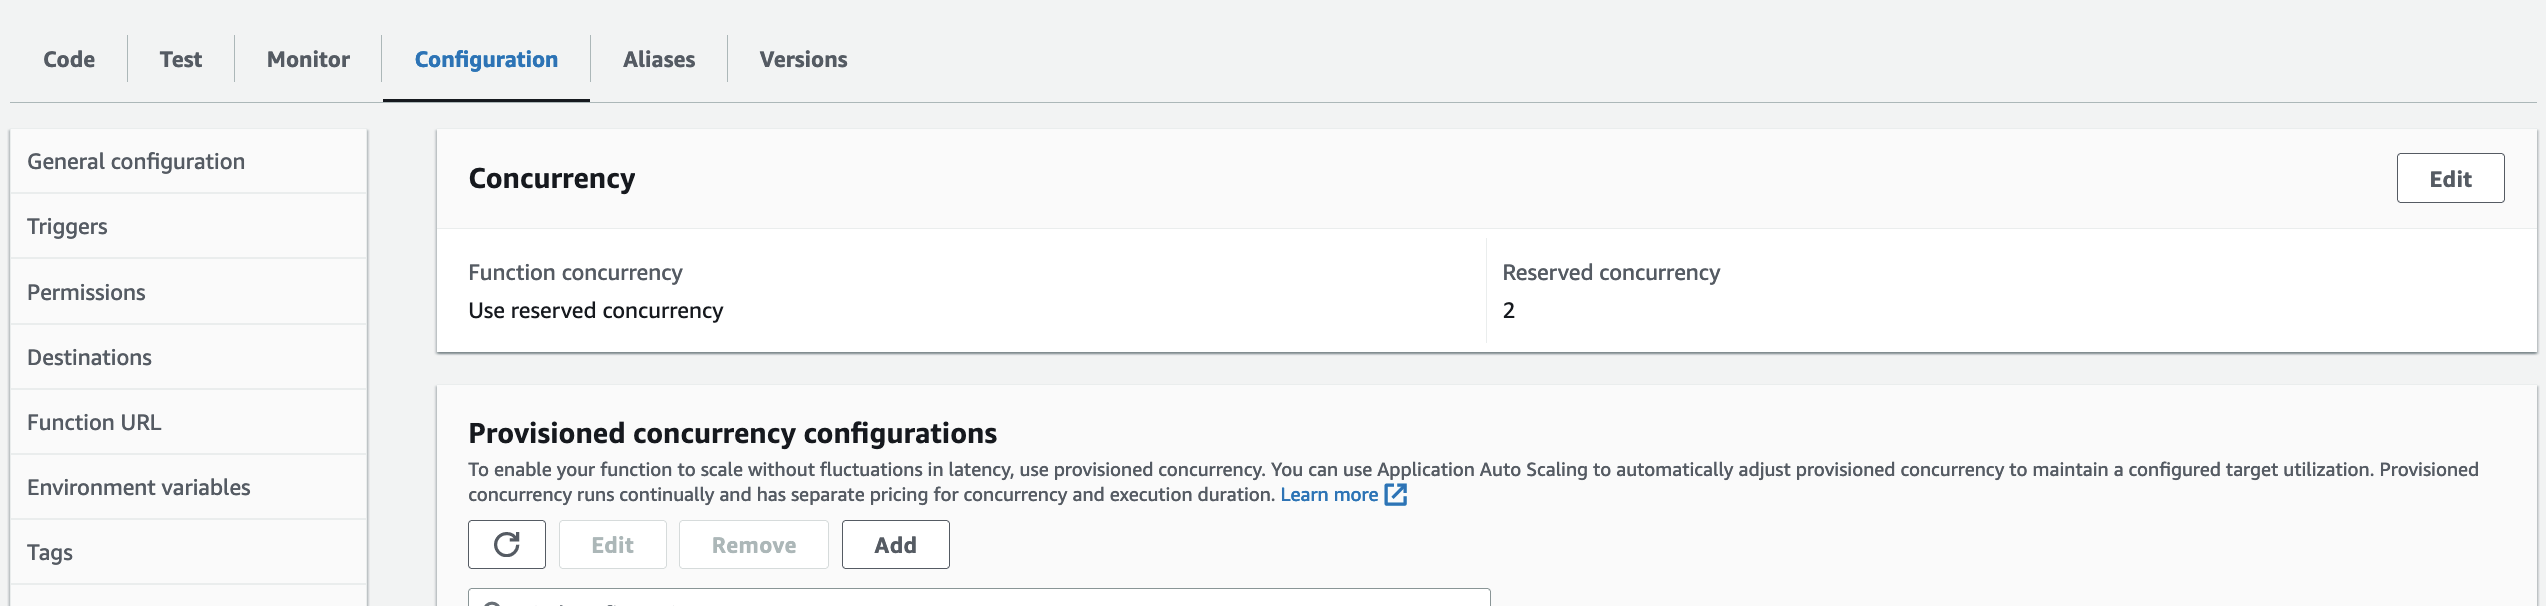 Code Test Monitor Configuration Aliases Versions
General configuration
Triggers
Permissions
Destinations
Function URL
Environment variables
Tags
Concurrency
Edit
Function concurrency
Use reserved concurrency
Reserved concurrency
2
Provisioned concurrency configurations
To enable your function to scale without fluctuations in latency, use provisioned concurrency. You can use Application Auto Scaling to automatically adjust provisioned concurrency to maintain a configured target utilization. Provisioned
concurrency runs continually and has separate pricing for concurrency and execution duration. Learn more
Edit Remove Add